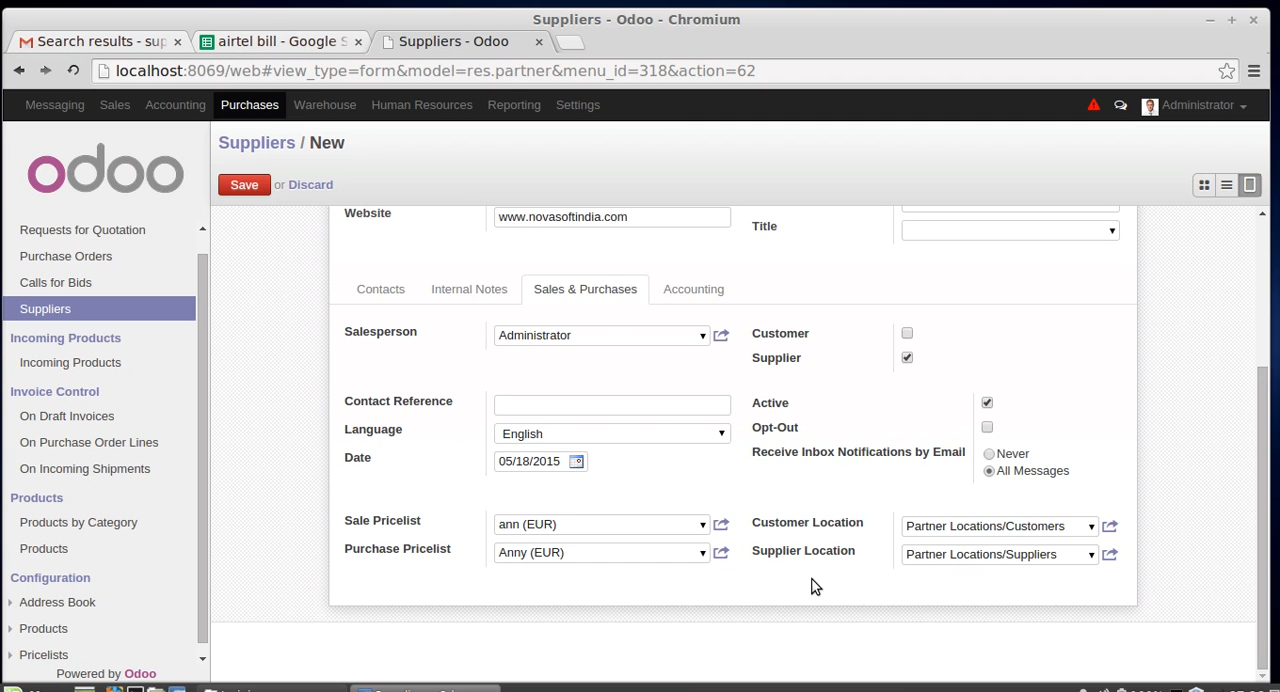 Suppliers - Odoo - Chromium
Search results - sup
airtel bill - Google S
Suppliers - Odoo
localhost:8069/web#view_type=form&model=res.partner&menu_id=318&action=62
Messaging Sales Accounting Purchases Warehouse Human Resources Reporting Settings Administrator
odoo
Suppliers / New
Save or Discard
Requests for Quotation
Purchase Orders
Calls for Bids
Suppliers
Incoming Products
Incoming Products
Invoice Control
On Draft Invoices
On Purchase Order Lines
On Incoming Shipments
Products
Products by Category
Products
Configuration
Address Book
Products
Pricelists
Powered by Odoo
Website www.novasoftindia.com
Title
Contacts Internal Notes Sales & Purchases Accounting
Salesperson Administrator
Customer
Supplier
Contact Reference
Language English
Date 05/18/2015
Active
Opt-Out
Receive Inbox Notifications by Email Never
All Messages
Sale Pricelist ann (EUR)
Purchase Pricelist Anny (EUR)
Customer Location Partner Locations/Customers
Supplier Location Partner Locations/Suppliers